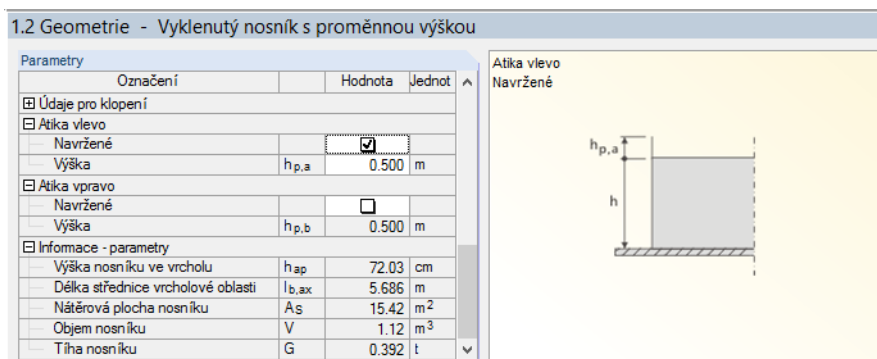 1.2 Geometrie - Vyklenutý nosník s proměnnou výškou
Parametry
Označení Hodnota Jednot
Údaje pro klopení
Atika vlevo
Navržené
Výška hp,a 0.500 m
Atika vpravo
Navržené
Výška hp,b 0.500 m
Informace - parametry
Výška nosníku ve vrcholu hap 72.03 cm
Délka střednice vrcholové oblasti lb,ax 5.686 m
Nátěrová plocha nosníku AS 15.42 m2
Objem nosníku V 1.12 m3
Tíha nosníku G 0.392 t
Atika vlevo
Navržené
hp,a
h